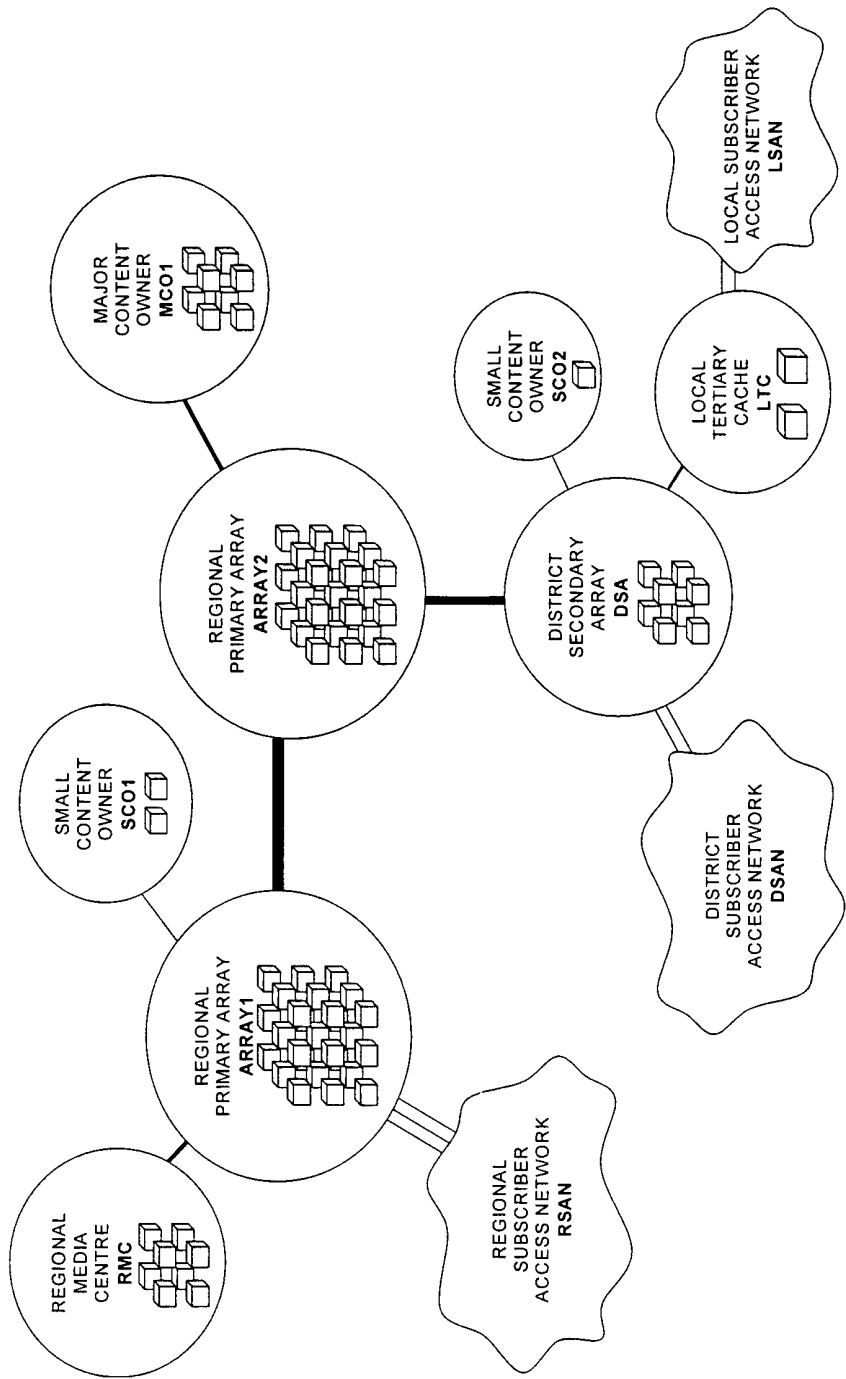 REGIONAL
MEDIA
CENTRE
RMC
SMALL
CONTENT
OWNER
SCO1
MAJOR
CONTENT
OWNER
MCO1
REGIONAL
PRIMARY ARRAY
ARRAY1
REGIONAL
PRIMARY ARRAY
ARRAY2
SMALL
CONTENT
OWNER
SCO2
REGIONAL
SUBSCRIBER
ACCESS NETWORK
RSAN
DISTRICT
SECONDARY
ARRAY
DSA
DISTRICT
SUBSCRIBER
ACCESS NETWORK
DSAN
LOCAL
TERTIARY
CACHE
LTC
LOCAL SUBSCRIBER
ACCESS NETWORK
LSAN